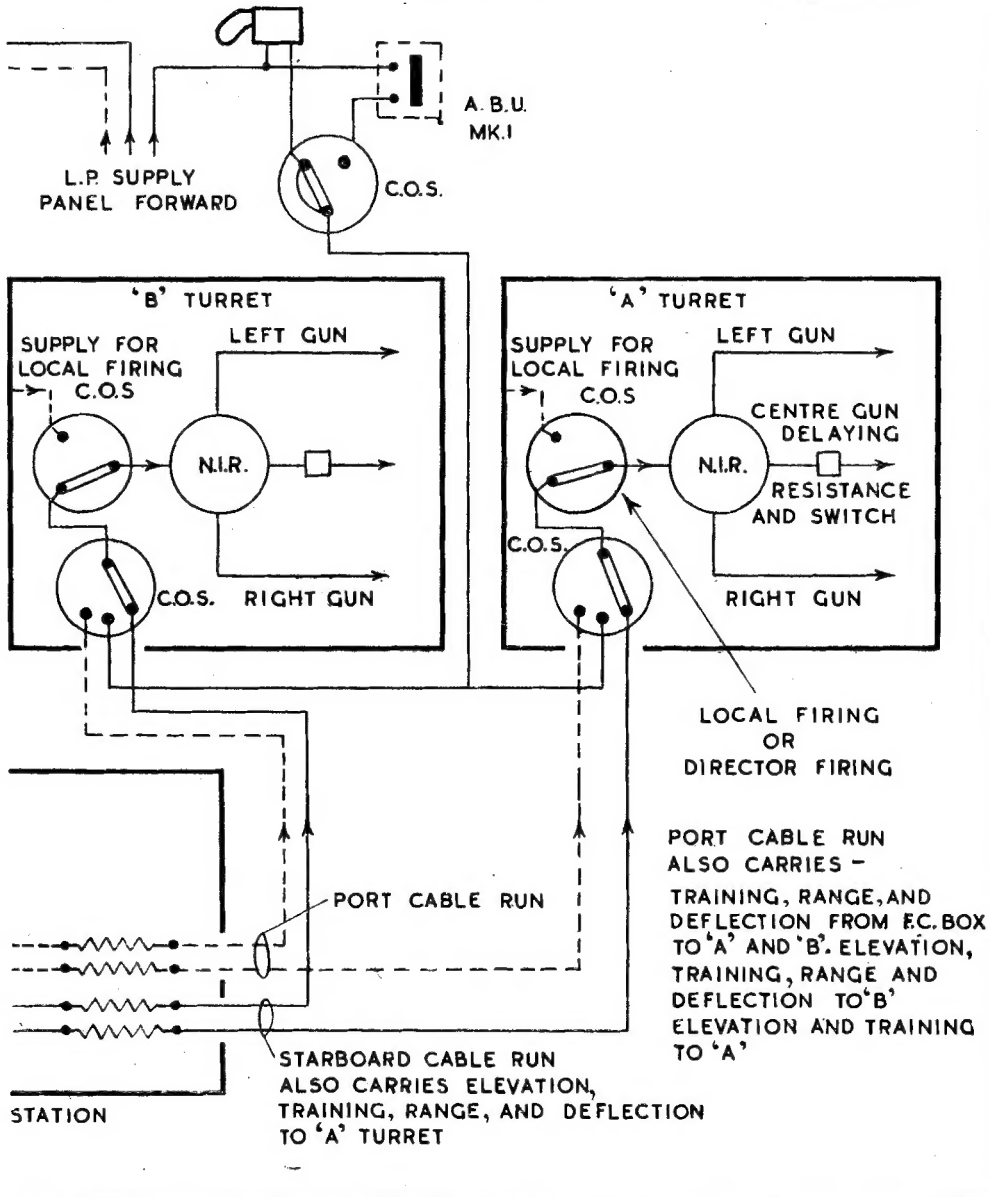 A.B.U.
MK.I
L.P. SUPPLY
PANEL FORWARD
C.O.S.
'B' TURRET
LEFT GUN
SUPPLY FOR
LOCAL FIRING
C.O.S
N.I.R.
C.O.S.
RIGHT GUN
'A' TURRET
LEFT GUN
SUPPLY FOR
LOCAL FIRING
C.O.S
CENTRE GUN
DELAYING
N.I.R.
RESISTANCE
AND SWITCH
C.O.S.
RIGHT GUN
LOCAL FIRING
OR
DIRECTOR FIRING
PORT CABLE RUN
ALSO CARRIES –
TRAINING, RANGE, AND
DEFLECTION FROM F.C. BOX
TO 'A' AND 'B'. ELEVATION,
TRAINING, RANGE AND
DEFLECTION TO 'B'
ELEVATION AND TRAINING
TO 'A'
PORT CABLE RUN
STARBOARD CABLE RUN
ALSO CARRIES ELEVATION,
TRAINING, RANGE, AND DEFLECTION
TO 'A' TURRET
STATION